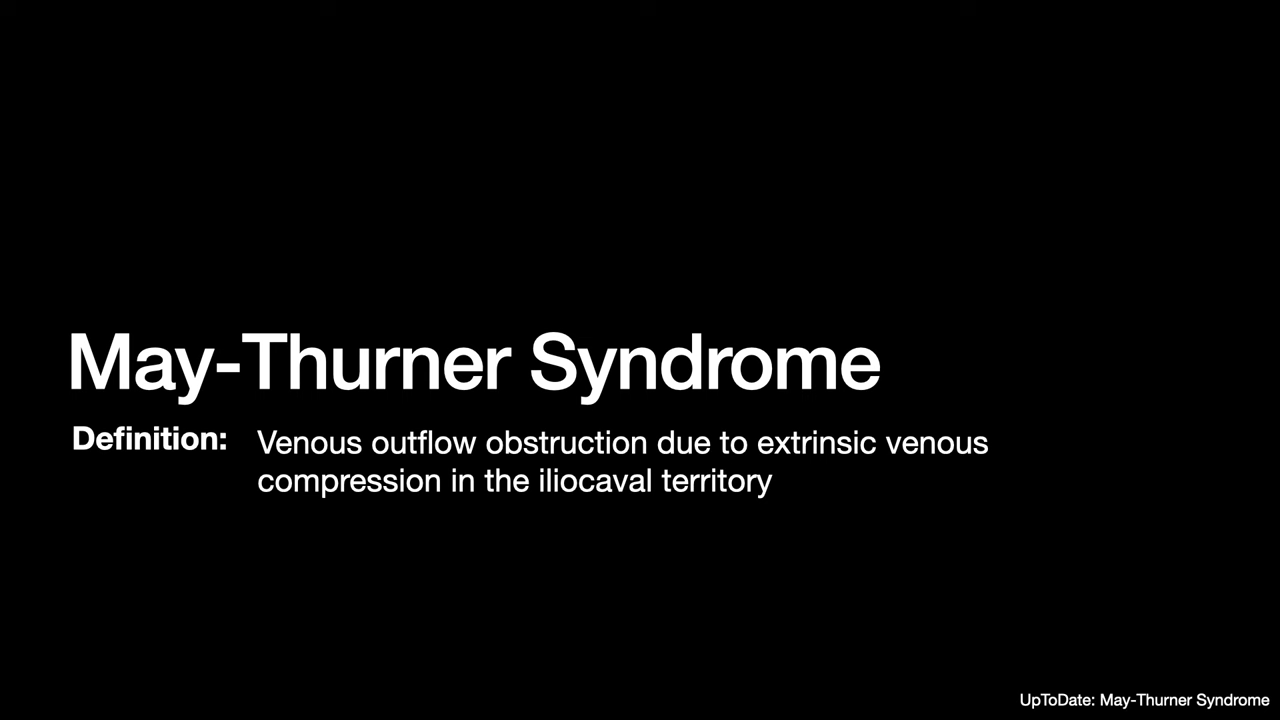 May-Thurner Syndrome
Definition: Venous outflow obstruction due to extrinsic venous
compression in the iliocaval territory
UpToDate: May-Thurner Syndrome